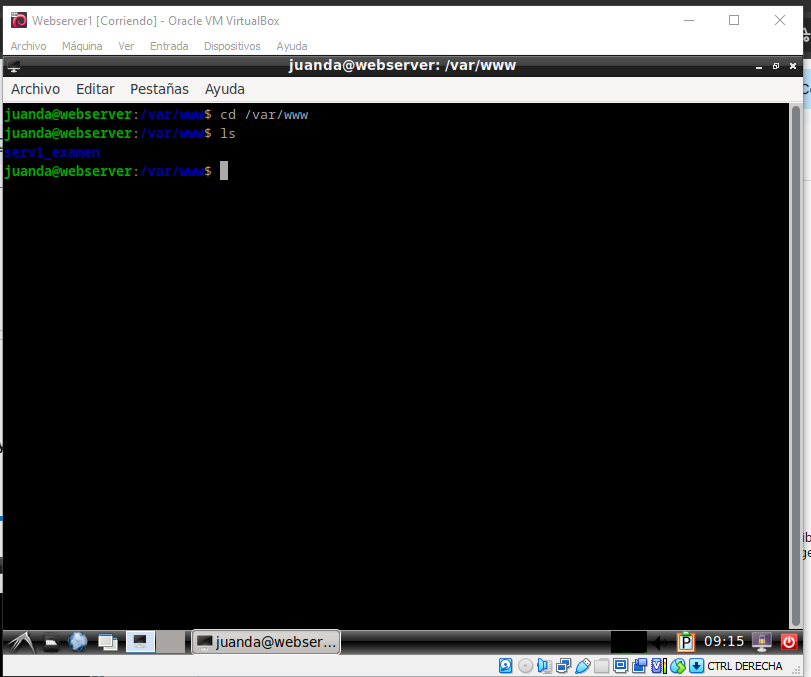 Webserver1 [Corriendo] - Oracle VM VirtualBox
Archivo Máquina Ver Entrada Dispositivos Ayuda
juanda@webserver: /var/www
Archivo Editar Pestañas Ayuda
juanda@webserver:/var/www$ cd /var/www
juanda@webserver:/var/www$ ls
serv1_examen
juanda@webserver:/var/www$
juanda@webser...
09:15
CTRL DERECHA